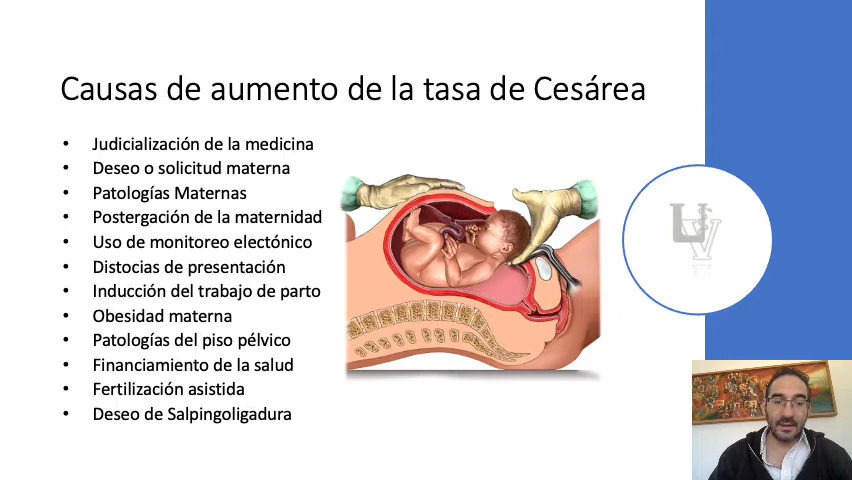 Causas de aumento de la tasa de Cesárea
• Judicialización de la medicina
• Deseo o solicitud materna
• Patologías Maternas
• Postergación de la maternidad
• Uso de monitoreo electónico
• Distocias de presentación
• Inducción del trabajo de parto
• Obesidad materna
• Patologías del piso pélvico
• Financiamiento de la salud
• Fertilización asistida
• Deseo de Salpingoligadura
UV